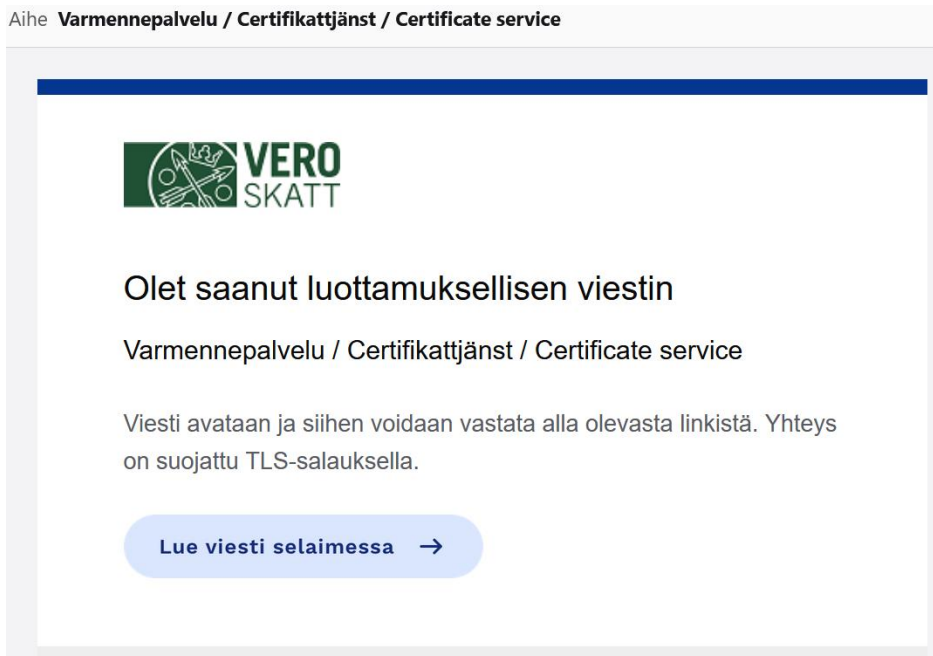 Aihe Varmennepalvelu / Certifikattjänst / Certificate service
VERO
SKATT
Olet saanut luottamuksellisen viestin
Varmennepalvelu / Certifikattjänst / Certificate service
Viesti avataan ja siihen voidaan vastata alla olevasta linkistä. Yhteys
on suojattu TLS-salauksella.
Lue viesti selaimessa →